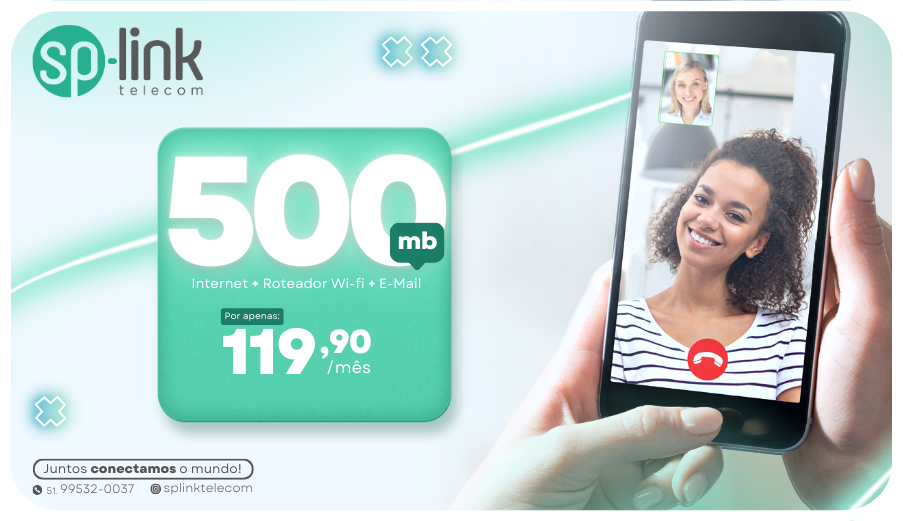 sp-link
telecom
500
mb
Internet + Roteador Wi-fi + E-Mail
Por apenas:
119,90
/mês
Juntos conectamos o mundo!
51. 99532-0037 splinktelecom